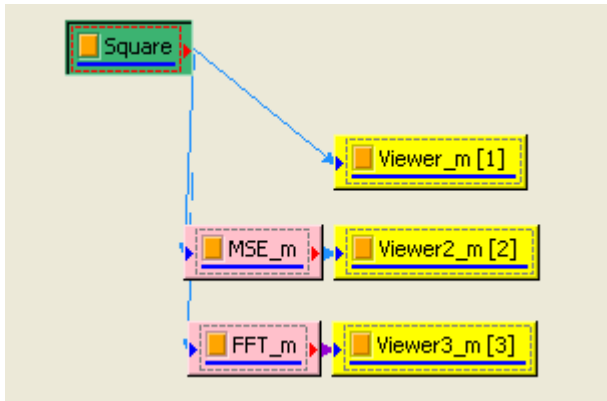 Square
Viewer_m [1]
MSE_m
Viewer2_m [2]
FFT_m
Viewer3_m [3]